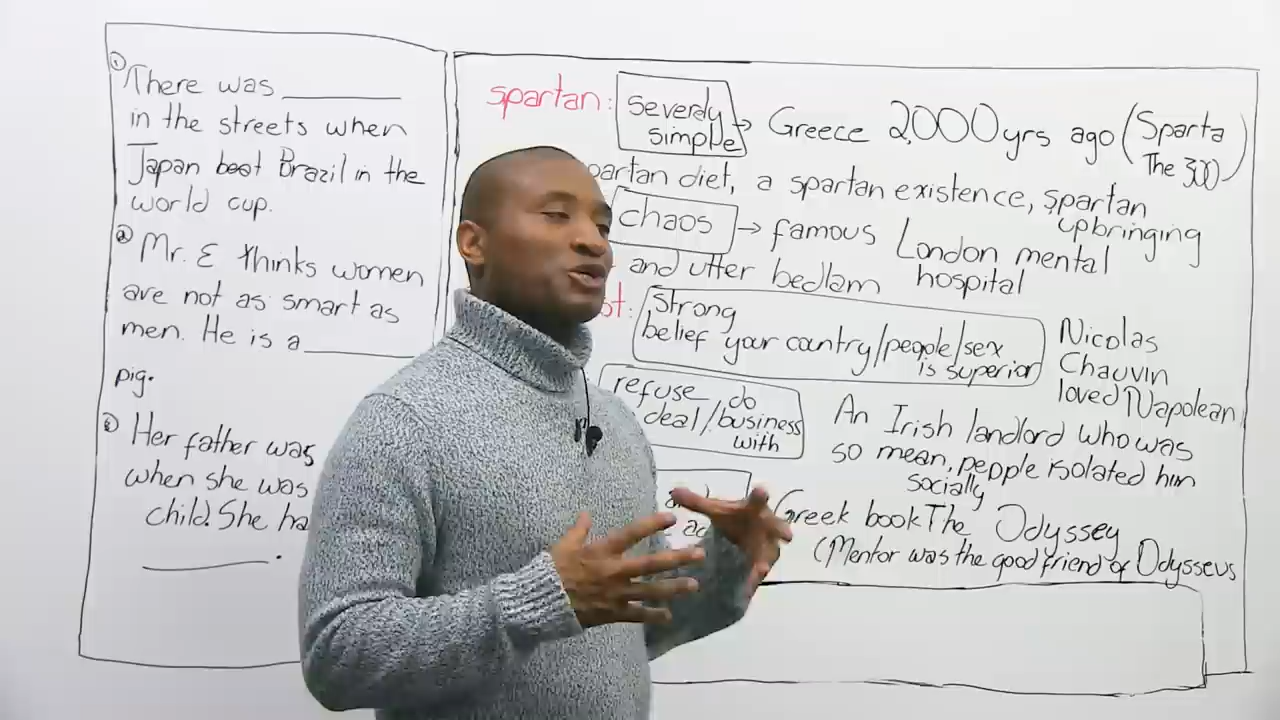 ① There was ________
in the streets when
Japan beat Brazil in the
world cup.
② Mr. E thinks women
are not as smart as
men. He is a ________
pig.
③ Her father was
when she was
child. She ha
________.
spartan: severely
simple → Greece 2,000 yrs ago (Sparta
The 300)
partan diet, a spartan existence, spartan
upbringing
chaos → famous London mental
hospital
and utter bedlam
ot: strong
belief your country/people/sex
is superior
Nicolas
Chauvin
loved Napolean
refuse do
deal/business
with
An Irish landlord who was
so mean, people isolated him
socially
Greek book The Odyssey
(Mentor was the good friend of Odysseus